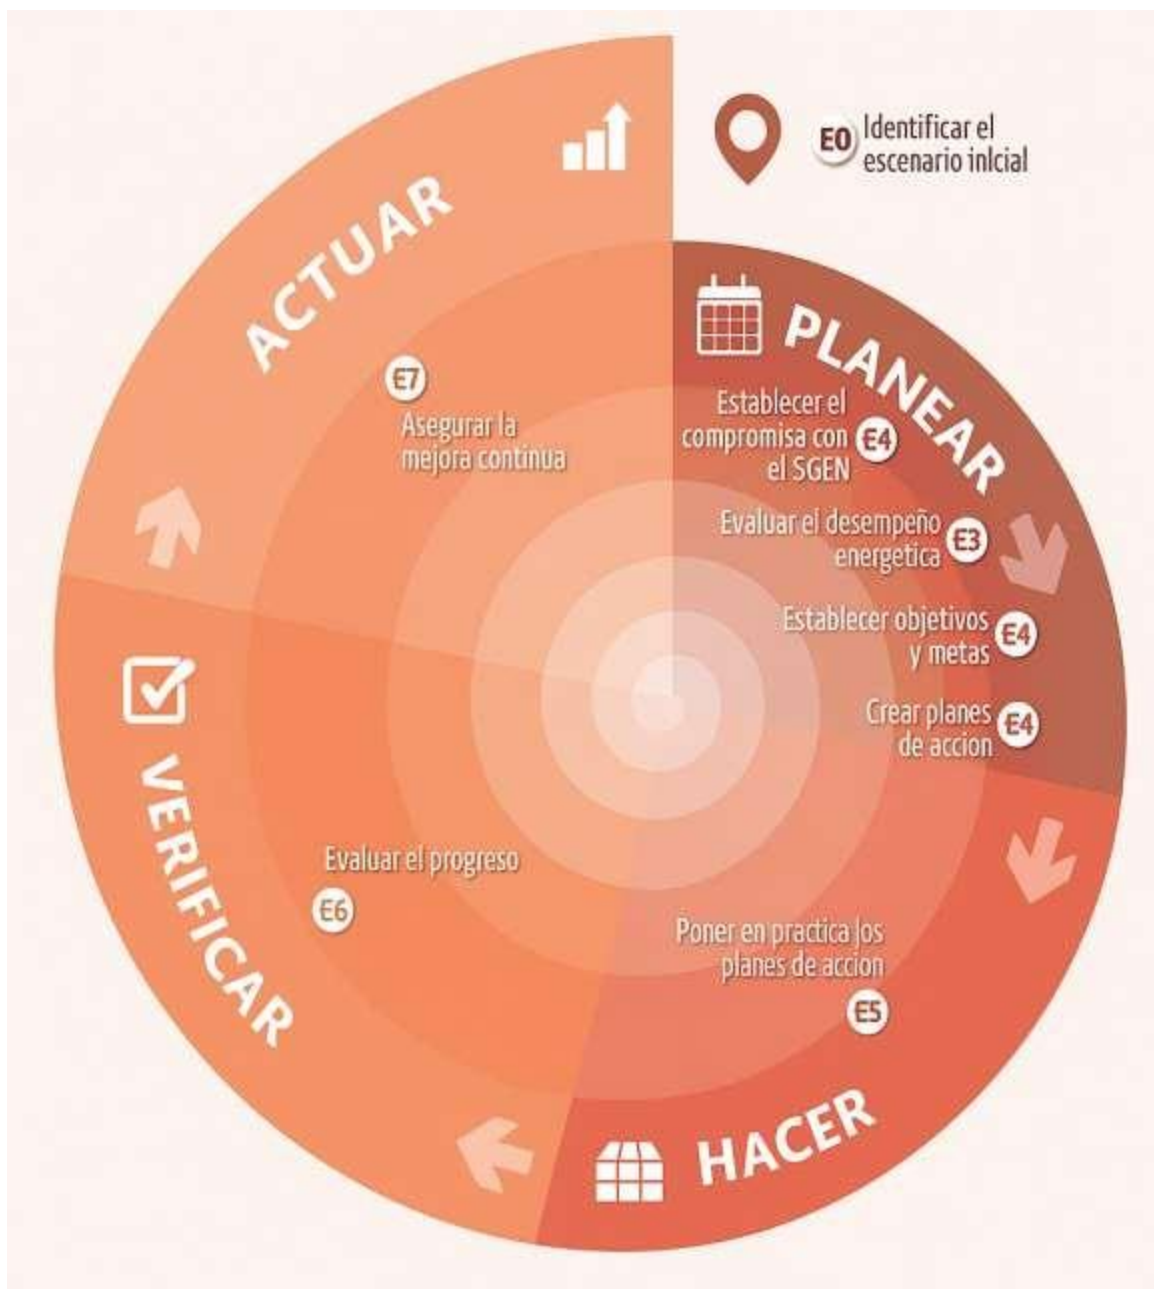 E0 Identificar el
escenario inIcial
PLANEAR
Establecer el
compromisa con E4
el SGEN
Evaluar el desempeño E3
energetica
Establecer objetivos E4
y metas
Crear planes E4
de accion
HACER
Poner en practica los
planes de accion
E5
VERIFICAR
Evaluar el progreso
E6
ACTUAR
E7
Asegurar la
mejora continua